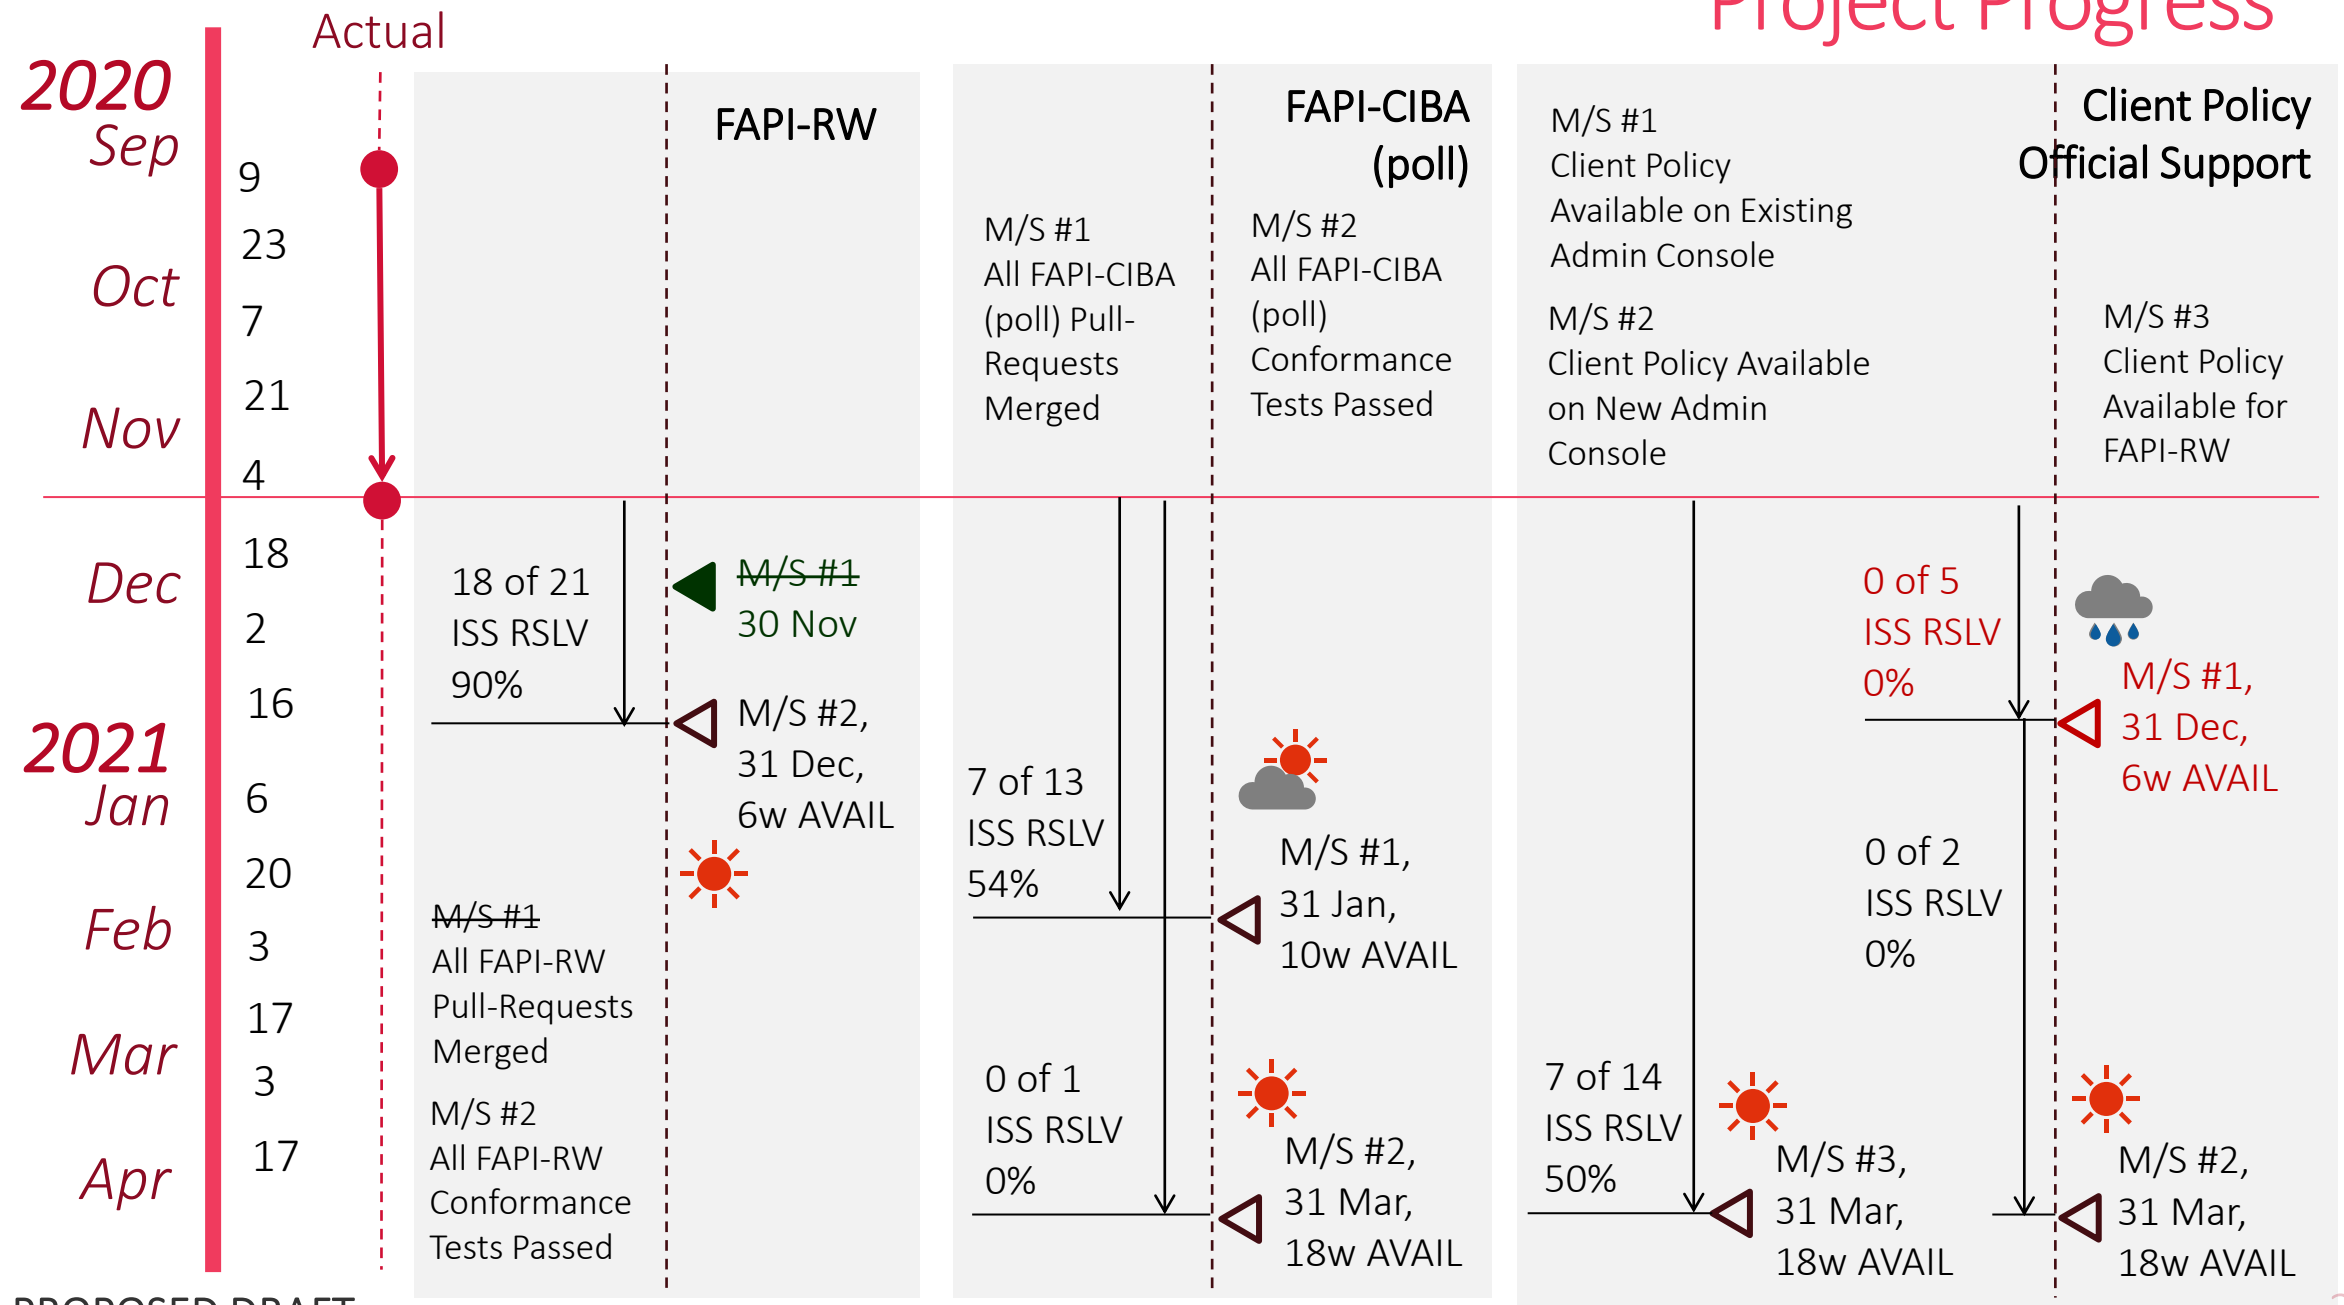 Project Progress
Actual
2020
Sep
9
23
Oct
7
21
Nov
4
18
Dec
2
16
2021
Jan
6
20
Feb
3
17
Mar
3
17
Apr
FAPI-RW
18 of 21
ISS RSLV
90%
M/S #1
30 Nov
M/S #2,
31 Dec,
6w AVAIL
M/S #1
All FAPI-RW
Pull-Requests
Merged
M/S #2
All FAPI-RW
Conformance
Tests Passed
FAPI-CIBA
(poll)
M/S #1
All FAPI-CIBA
(poll) Pull-
Requests
Merged
M/S #2
All FAPI-CIBA
(poll)
Conformance
Tests Passed
7 of 13
ISS RSLV
54%
M/S #1,
31 Jan,
10w AVAIL
0 of 1
ISS RSLV
0%
M/S #2,
31 Mar,
18w AVAIL
Client Policy
Official Support
M/S #1
Client Policy
Available on Existing
Admin Console
M/S #2
Client Policy Available
on New Admin
Console
M/S #3
Client Policy
Available for
FAPI-RW
0 of 5
ISS RSLV
0%
M/S #1,
31 Dec,
6w AVAIL
0 of 2
ISS RSLV
0%
7 of 14
ISS RSLV
50%
M/S #3,
31 Mar,
18w AVAIL
M/S #2,
31 Mar,
18w AVAIL
PROPOSED DRAFT